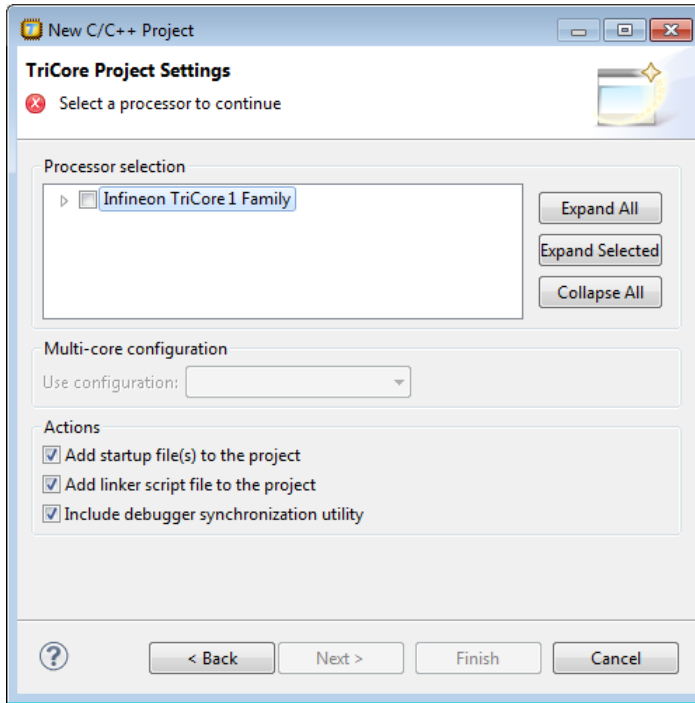 New C/C++ Project
TriCore Project Settings
Select a processor to continue
Processor selection
Infineon TriCore 1 Family
Expand All
Expand Selected
Collapse All
Multi-core configuration
Use configuration:
Actions
Add startup file(s) to the project
Add linker script file to the project
Include debugger synchronization utility
?
< Back
Next >
Finish
Cancel